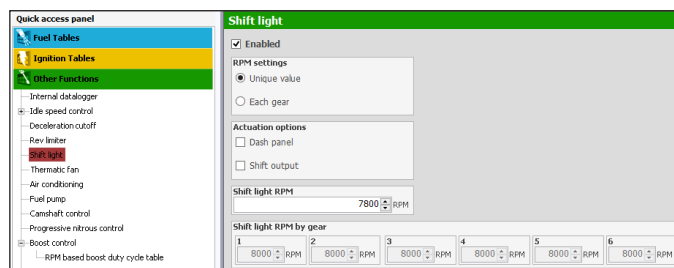 Quick access panel
Fuel Tables
Ignition Tables
Other Functions
Internal datalogger
Idle speed control
Deceleration cutoff
Rev limiter
Shift light
Thermatic fan
Air conditioning
Fuel pump
Camshaft control
Progressive nitrous control
Boost control
RPM based boost duty cycle table
Shift light
Enabled
RPM settings
Unique value
Each gear
Actuation options
Dash panel
Shift output
Shift light RPM
7800 RPM
Shift light RPM by gear
1 2 3 4 5 6
8000 RPM 8000 RPM 8000 RPM 8000 RPM 8000 RPM 8000 RPM